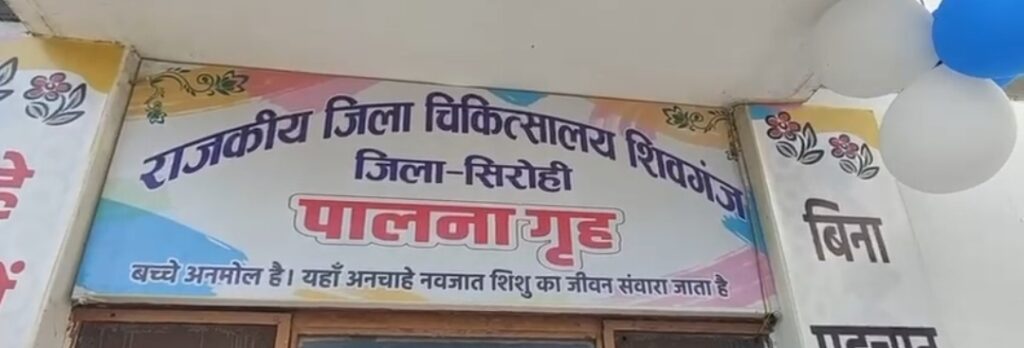 राजकीय जिला चिकित्सालय शिवगंज
जिला-सिरोही
पालना गृह
बच्चे अनमोल है। यहाँ अनचाहे नवजात शिशु का जीवन संवारा जाता है
बिना